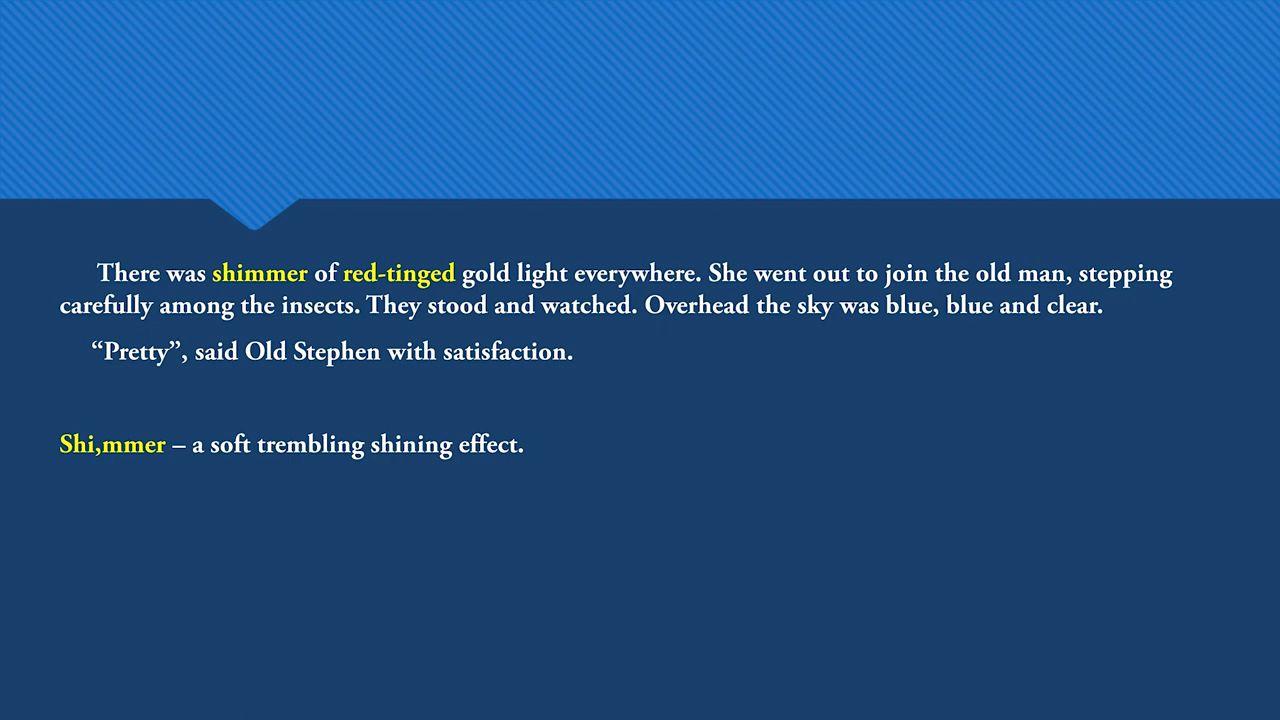 There was shimmer of red-tinged gold light everywhere. She went out to join the old man, stepping
carefully among the insects. They stood and watched. Overhead the sky was blue, blue and clear.
“Pretty”, said Old Stephen with satisfaction.
Shi,mmer – a soft trembling shining effect.